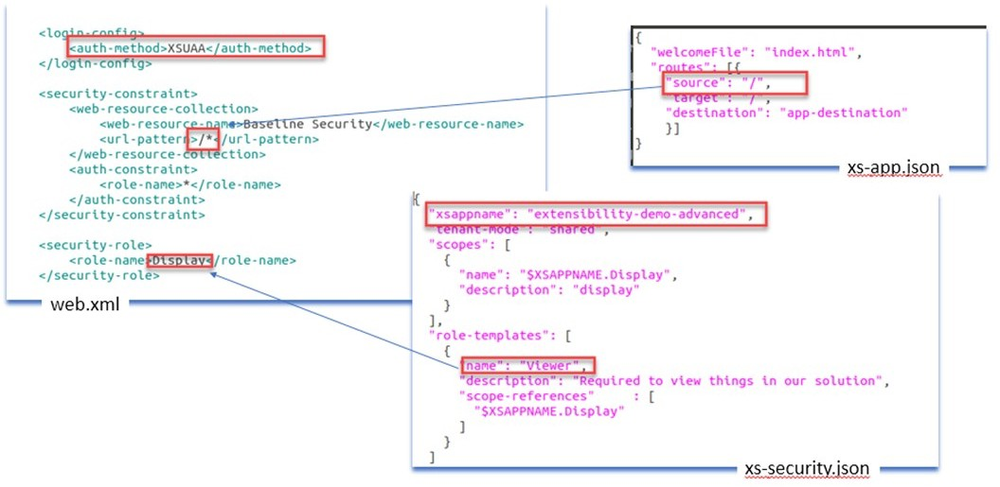 <login-config>
<auth-method>XSUAA</auth-method>
</login-config>
<security-constraint>
<web-resource-collection>
<web-resource-name>Baseline Security</web-resource-name>
<url-pattern>/*</url-pattern>
</web-resource-collection>
<auth-constraint>
<role-name>*</role-name>
</auth-constraint>
</security-constraint>
<security-role>
<role-name>Display</role-name>
</security-role>
web.xml
{
"welcomeFile": "index.html",
"routes": [{
"source": "/",
"target": "/",
"destination": "app-destination"
}]
}
xs-app.json
{
"xsappname": "extensibility-demo-advanced",
"tenant-mode": "shared",
"scopes": [
{
"name": "$XSAPPNAME.Display",
"description": "display"
}
],
"role-templates": [
{
"name": "Viewer",
"description": "Required to view things in our solution",
"scope-references" : [
"$XSAPPNAME.Display"
]
}
]
xs-security.json